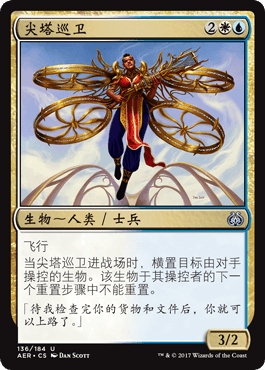 尖塔巡卫 2
生物~人类／士兵
飞行
当尖塔巡卫进战场时，横置目标由对手
操控的生物。该生物于其操控者的下一
个重置步骤中不能重置。
「待我检查完你的货物和文件后，你就可
以上路了。」
3/2
136/184 U
AER • CS DAN SCOTT
™ & © 2017 Wizards of the Coast